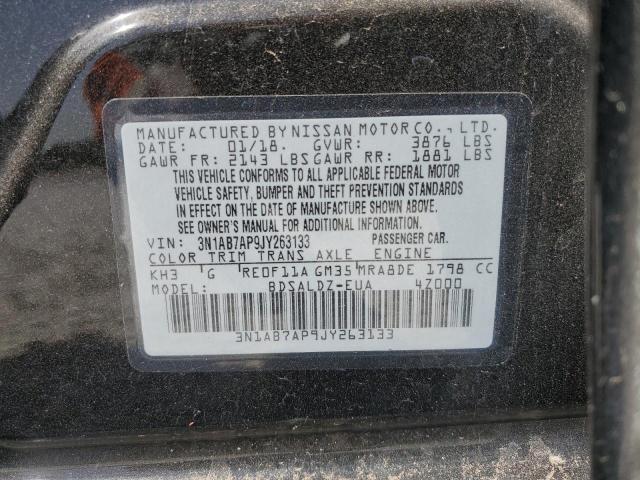 MANUFACTURED BY NISSAN MOTOR CO., LTD.
DATE: 01/18. GVWR: 3876 LBS
GAWR FR: 2143 LBS GAWR RR: 1881 LBS
THIS VEHICLE CONFORMS TO ALL APPLICABLE FEDERAL MOTOR
VEHICLE SAFETY, BUMPER AND THEFT PREVENTION STANDARDS
IN EFFECT ON THE DATE OF MANUFACTURE SHOWN ABOVE.
SEE OWNER'S MANUAL FOR ADDITIONAL INFORMATION.
VIN: 3N1AB7AP9JY263133 PASSENGER CAR.
COLOR TRIM TRANS AXLE ENGINE
KH3 G RE0F11A GM35 MRA8DE 1798 CC
MODEL: BDSALDZ-EUA 47000
3N1AB7AP9JY263133